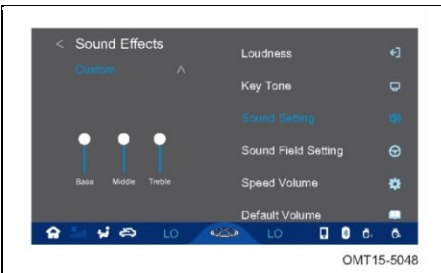 < Sound Effects
Custom
Bass Middle Treble
Loudness
Key Tone
Sound Setting
Sound Field Setting
Speed Volume
Default Volume
LO LO
OMT15-5048